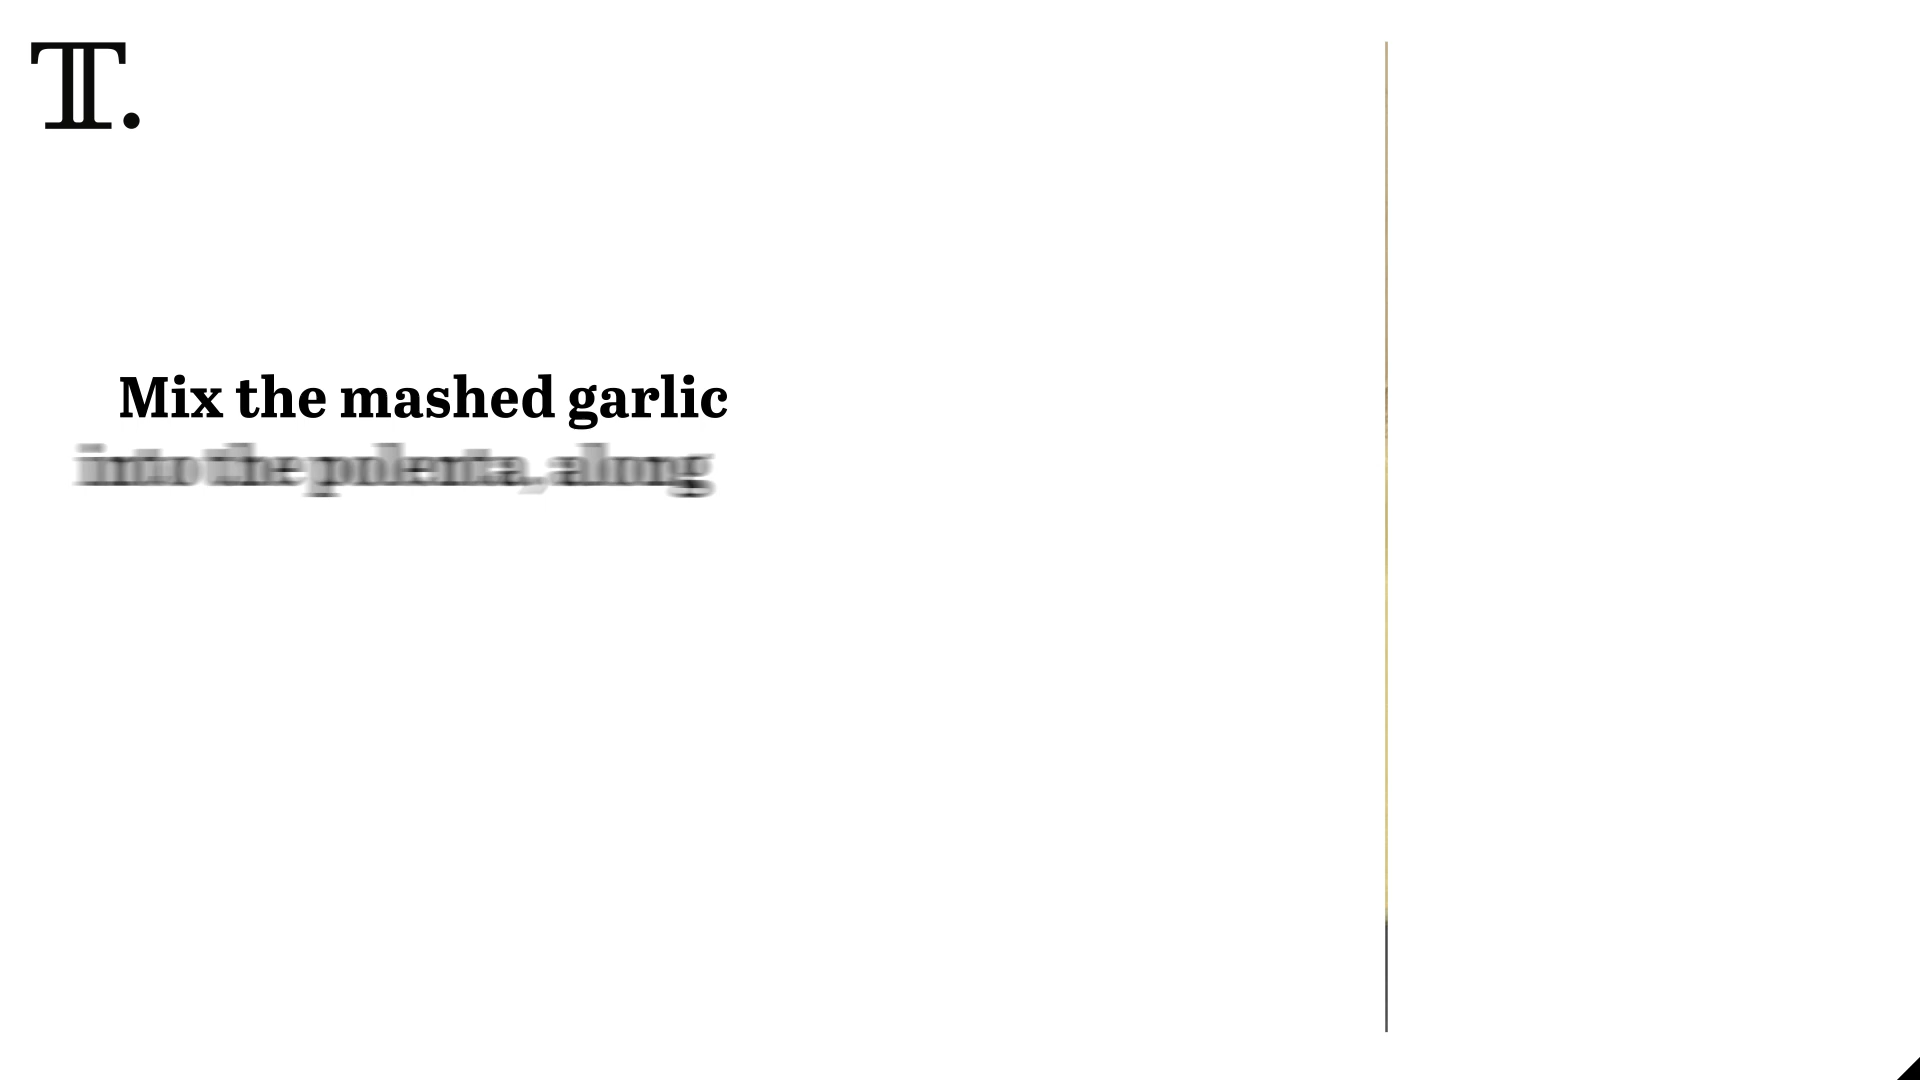 T.
Mix the mashed garlic
into the polenta, along